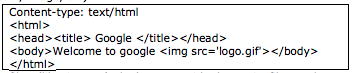 Content-type: text/html
<html>
<head><title> Google </title></head>
<body>Welcome to google <img src='logo.gif'></body>
</html>